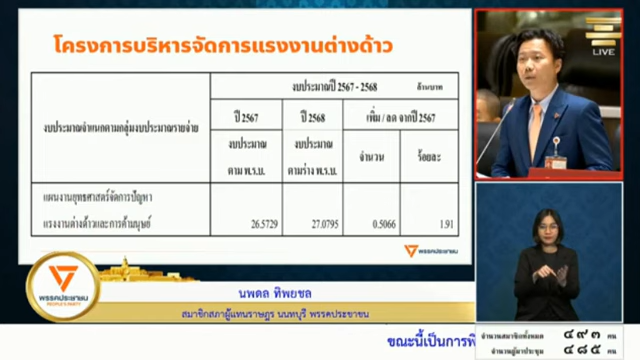 โครงการบริหารจัดการแรงงานต่างด้าว
LIVE
งบประมาณปี 2567 - 2568 ล้านบาท
งบประมาณจำแนกตามกลุ่มงบประมาณรายจ่าย
ปี 2567 ปี 2568 เพิ่ม / ลด จากปี 2567
งบประมาณ งบประมาณ จำนวน ร้อยละ
ตาม พ.ร.บ. ตามร่าง พ.ร.บ.
แผนงานยุทธศาสตร์จัดการปัญหา
แรงงานต่างด้าวและการค้ามนุษย์ 26.5729 27.0795 0.5066 1.91
พรรคประชาชน
พรรคประชาชน
PEOPLE'S PARTY
นพดล ทิพยชล
สมาชิกสภาผู้แทนราษฎร นนทบุรี พรรคประชาชน
ขณะนี้เป็นการพิ
จำนวนสมาชิกทั้งหมด ๔๙๓ คน
จำนวนผู้มาประชุม ๔๘๕ คน